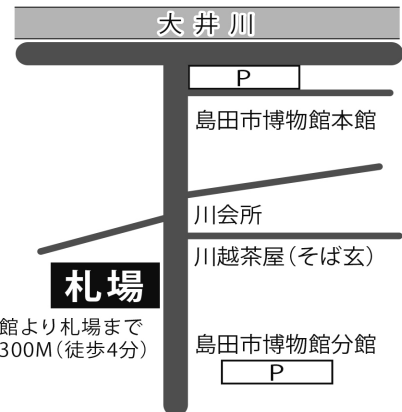 大井川
P
島田市博物館本館
川会所
川越茶屋(そば玄)
札場
館より札場まで
300M(徒歩4分)
島田市博物館分館
P